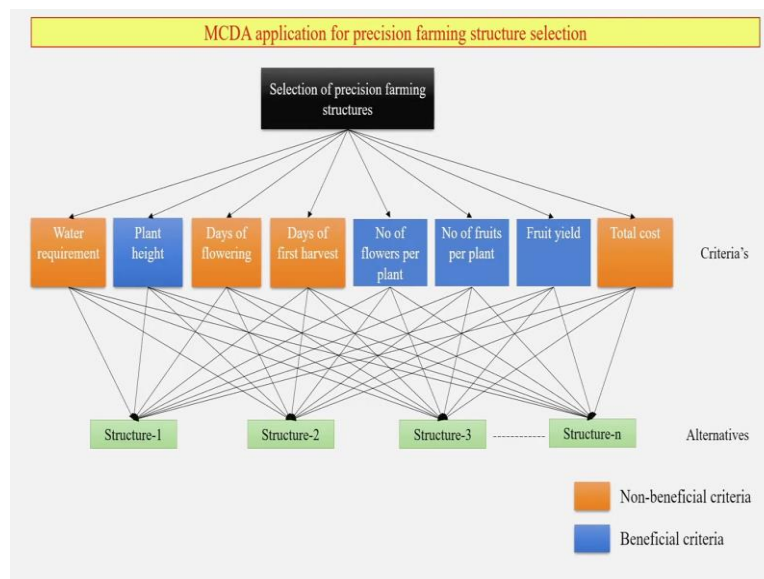 MCDA application for precision farming structure selection
Selection of precision farming
structures
Water
requirement
Plant
height
Days of
flowering
Days of
first harvest
No of
flowers per
plant
No of fruits
per plant
Fruit yield
Total cost
Criteria's
Structure-1
Structure-2
Structure-3
Structure-n
Alternatives
Non-beneficial criteria
Beneficial criteria